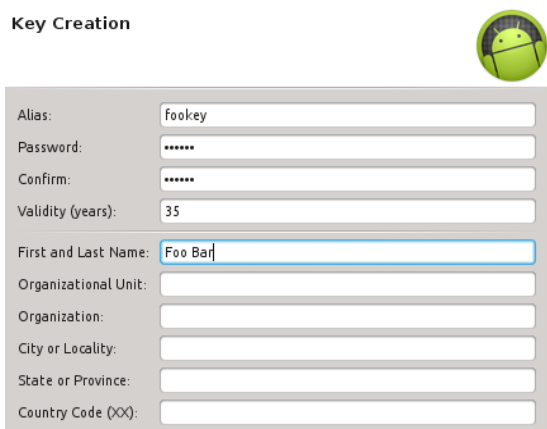 Key Creation
Alias: fookey
Password: ••••••
Confirm: ••••••
Validity (years): 35
First and Last Name: Foo Bar
Organizational Unit:
Organization:
City or Locality:
State or Province:
Country Code (XX):